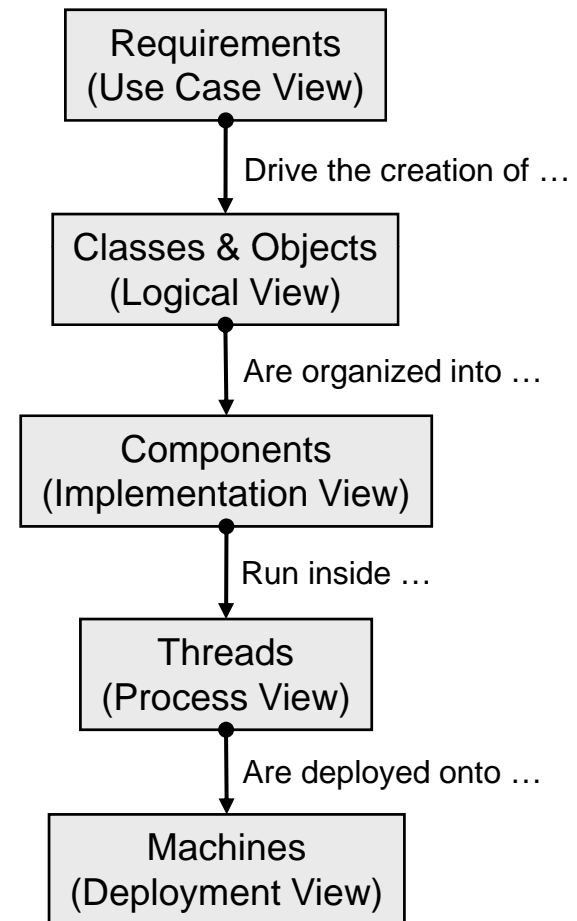 Requirements
(Use Case View)
Drive the creation of …
Classes & Objects
(Logical View)
Are organized into …
Components
(Implementation View)
Run inside …
Threads
(Process View)
Are deployed onto …
Machines
(Deployment View)